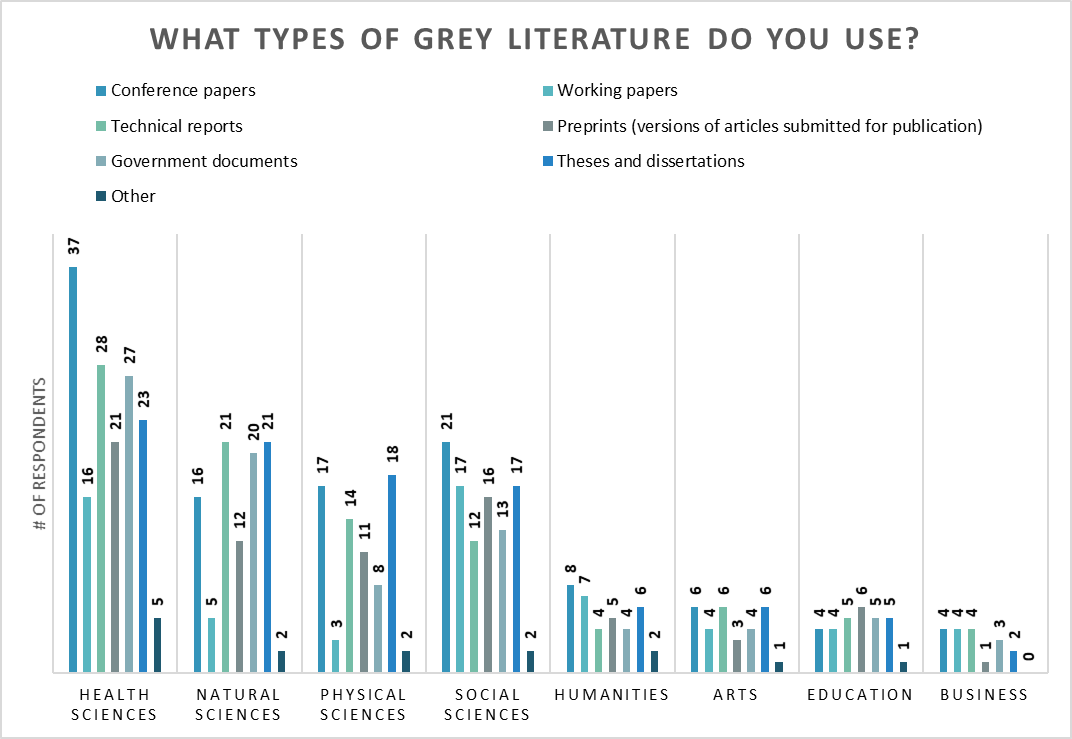 WHAT TYPES OF GREY LITERATURE DO YOU USE?
Conference papers
Working papers
Technical reports
Preprints (versions of articles submitted for publication)
Government documents
Theses and dissertations
Other
# OF RESPONDENTS
37
16
28
21
27
23
5
16
5
21
12
20
21
2
17
3
14
11
8
18
2
21
17
12
16
13
17
2
8
7
4
5
4
6
2
6
4
6
3
4
6
1
4
4
5
6
5
5
1
4
4
4
1
3
2
0
HEALTH
SCIENCES
NATURAL
SCIENCES
PHYSICAL
SCIENCES
SOCIAL
SCIENCES
HUMANITIES
ARTS
EDUCATION
BUSINESS